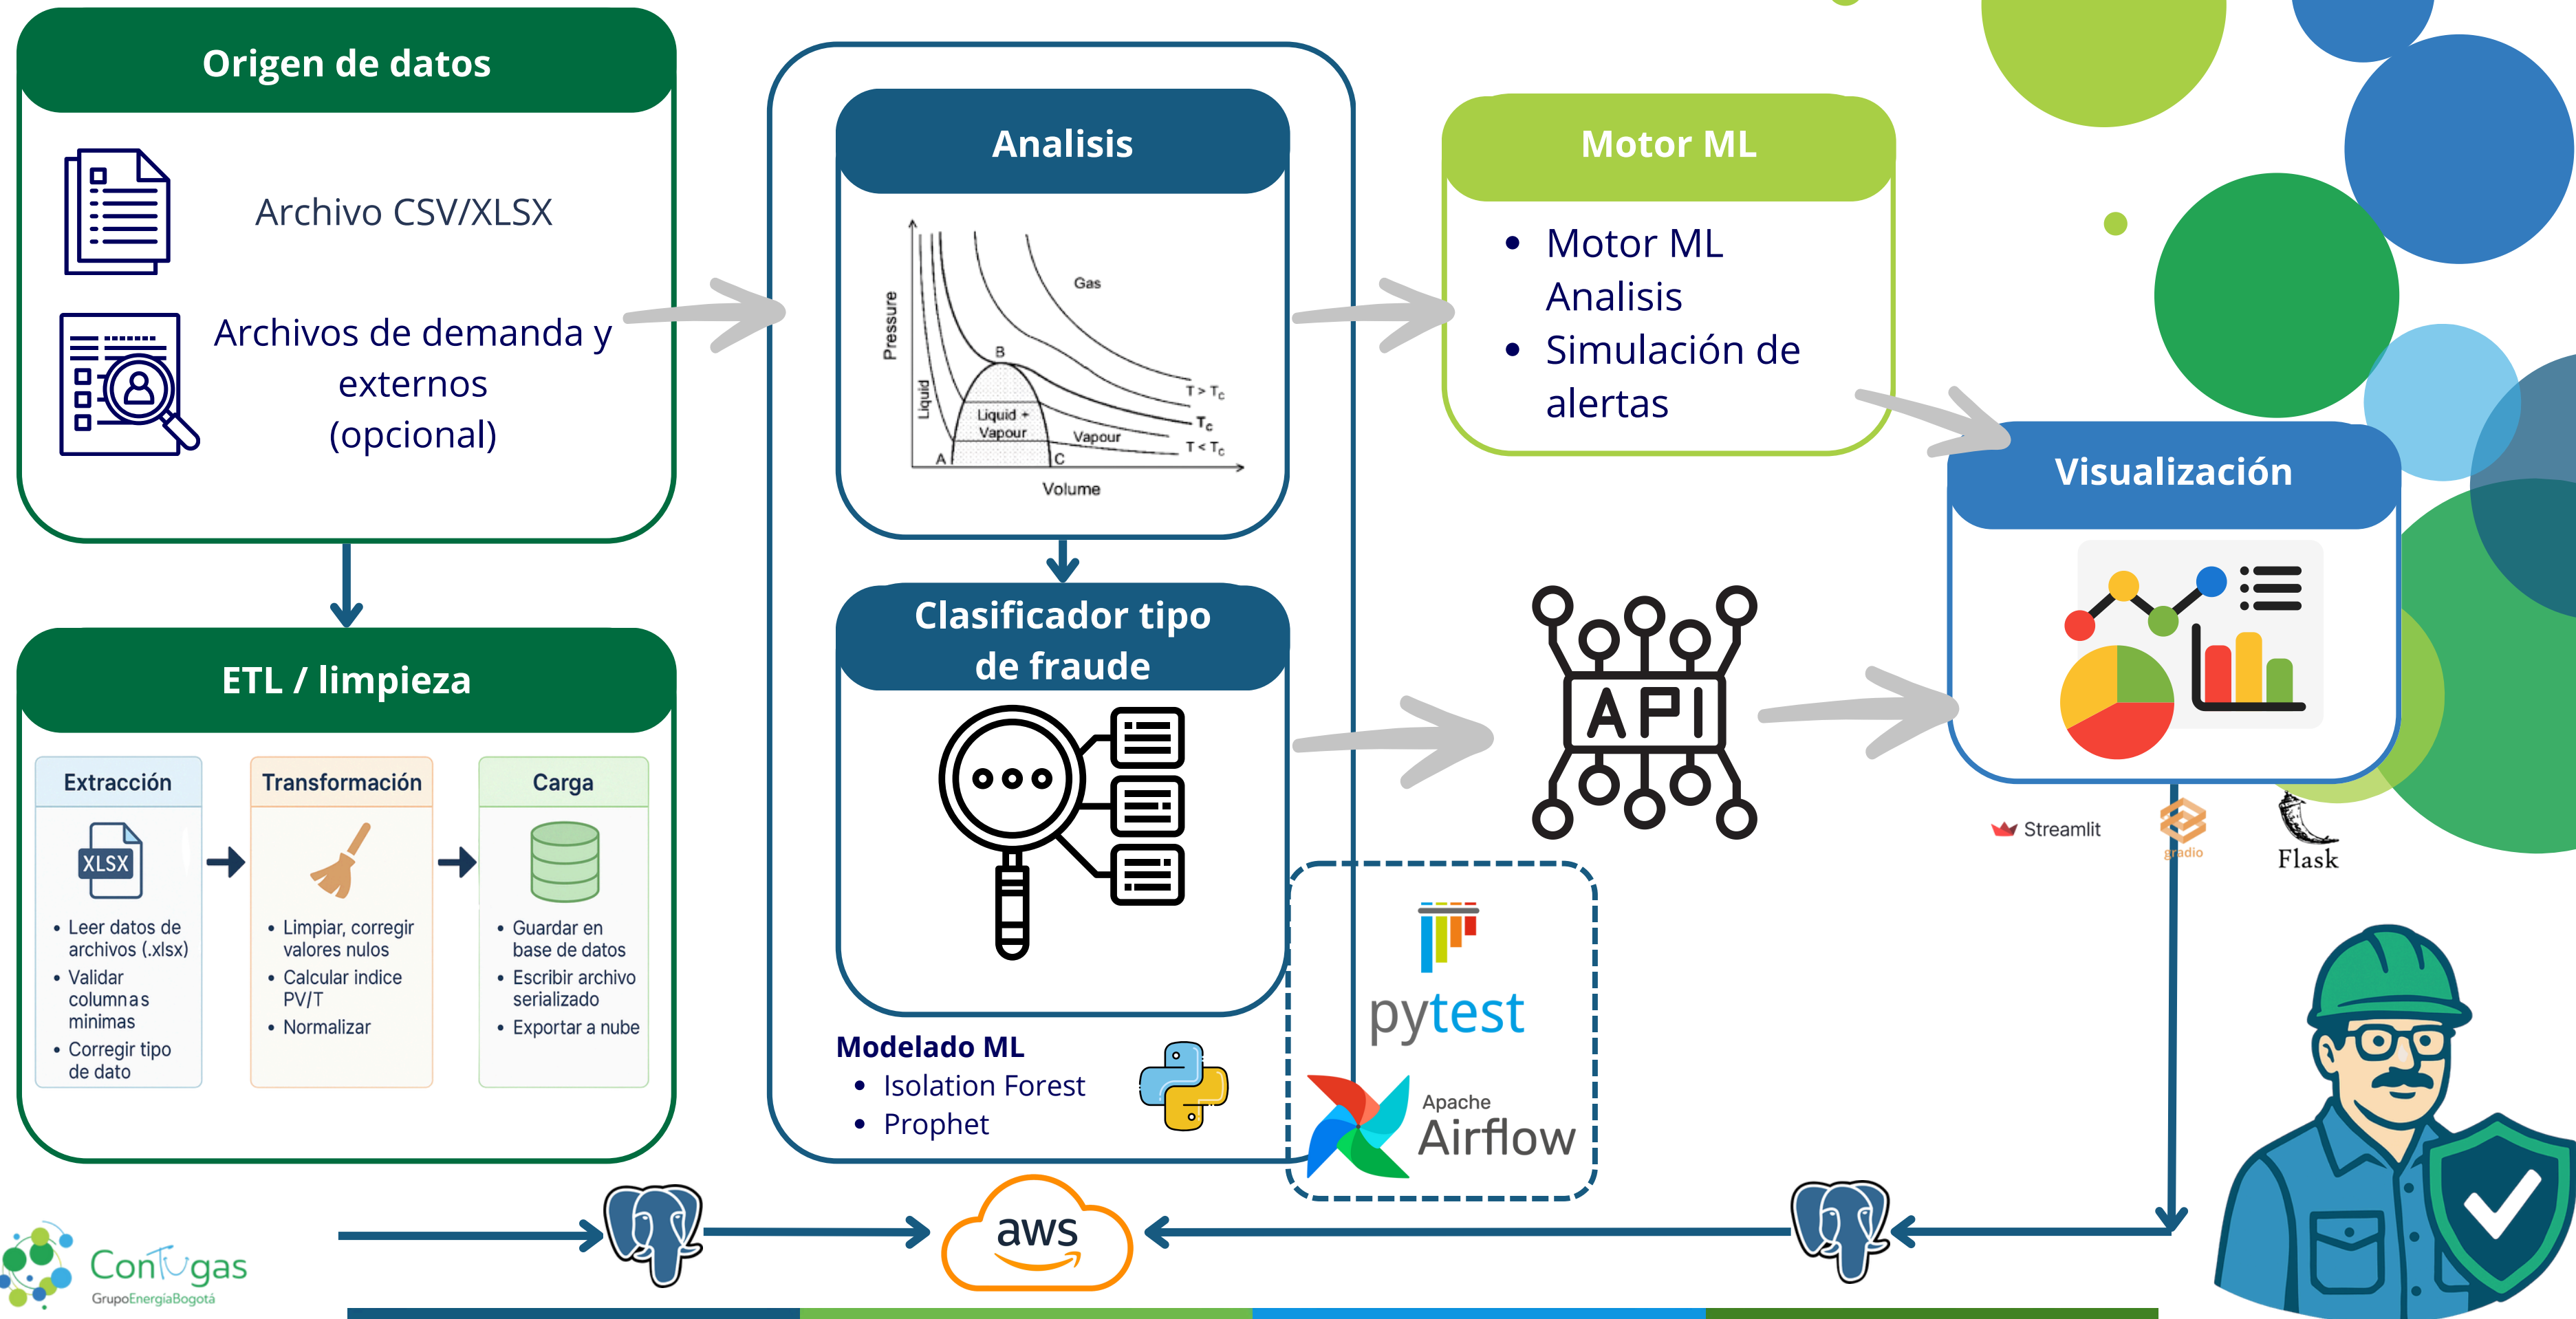 Origen de datos
Archivo CSV/XLSX
Archivos de demanda y
externos
(opcional)
ETL / limpieza
Extracción
XLSX
• Leer datos de
archivos (.xlsx)
• Validar
columnas
minimas
• Corregir tipo
de dato
Transformación
• Limpiar, corregir
valores nulos
• Calcular indice
PV/T
• Normalizar
Carga
• Guardar en
base de datos
• Escribir archivo
serializado
• Exportar a nube
Analisis
Pressure
Liquid
Gas
B
Liquid +
Vapour
Vapour
T > Tc
Tc
T < Tc
A
C
Volume
Clasificador tipo
de fraude
Modelado ML
• Isolation Forest
• Prophet
Motor ML
• Motor ML
Analisis
• Simulación de
alertas
API
pytest
Apache
Airflow
Visualización
Streamlit
gradio
Flask
aws
ConTUgas
GrupoEnergíaBogotá